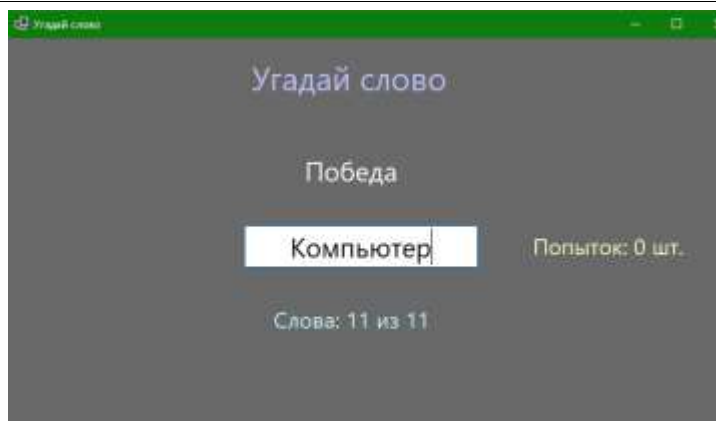 Угадай слово
Угадай слово
Победа
Компьютер
Попыток: 0 шт.
Слова: 11 из 11